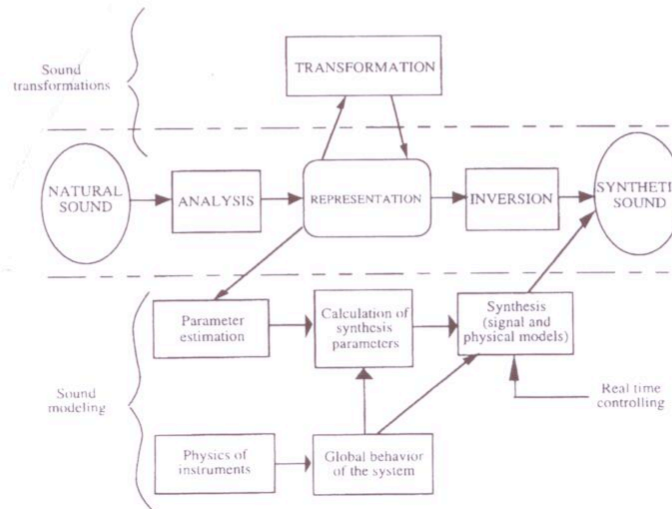 Sound
transformations
TRANSFORMATION
NATURAL
SOUND
ANALYSIS
REPRESENTATION
INVERSION
SYNTHETI
SOUND
Parameter
estimation
Calculation of
synthesis
parameters
Synthesis
(signal and
physical models)
Sound
modeling
Real time
controlling
Physics of
instruments
Global behavior
of the system